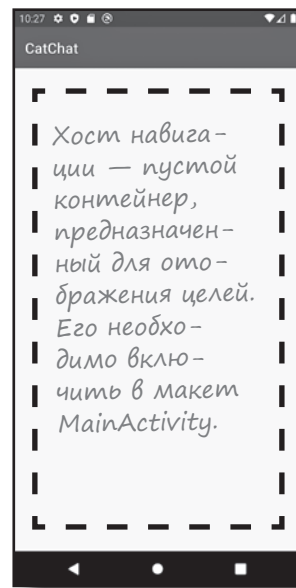 10:27
CatChat
Хост навига-
ции — пустой
контейнер,
предназначен-
ный для ото-
бражения целей.
Его необхо-
димо вклю-
чить в макет
MainActivity.